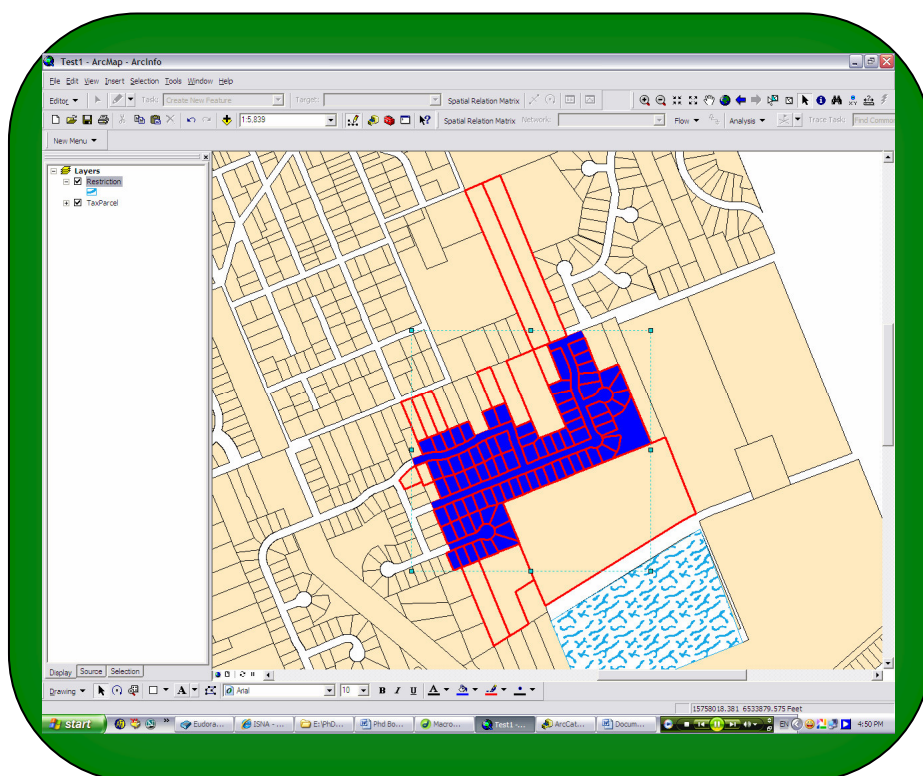 Test1 - ArcMap - ArcInfo
File Edit View Insert Selection Tools Window Help
Editor Task: Create New Feature Target: Spatial Relation Matrix
1:5,839 Spatial Relation Matrix Network: Flow Analysis Trace Task: Find Comm
New Menu
Layers
Restriction
TaxParcel
Display Source Selection
Drawing A Arial 10 B I U A
15758018.381 6533879.575 Feet
start Eudora... ISNA - ... E:\PhD... Phd Bo... Macro... Test1 -... ArcCat... Docum... EN 4:50 PM